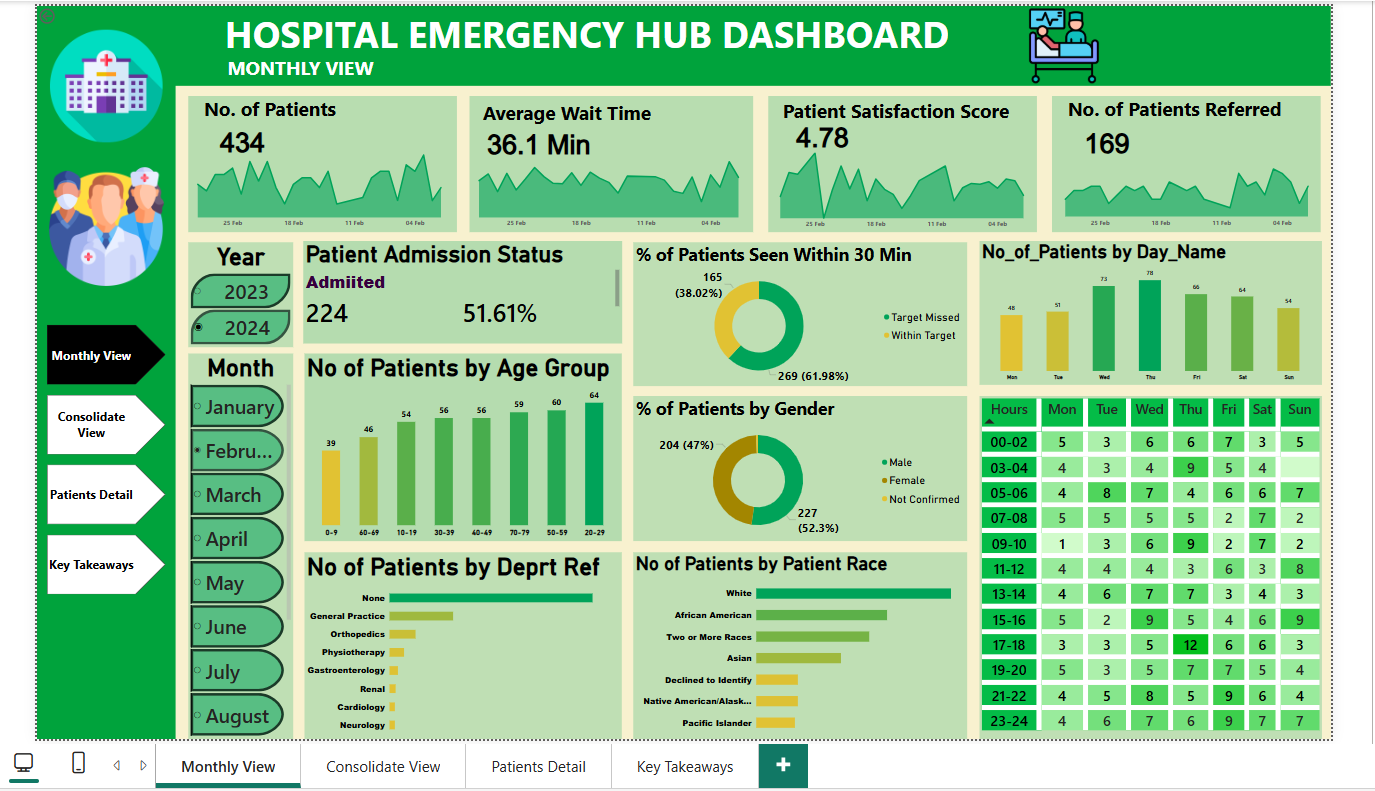 HOSPITAL EMERGENCY HUB DASHBOARD
MONTHLY VIEW
No. of Patients
434
25 Feb 18 Feb 11 Feb 04 Feb
Average Wait Time
36.1 Min
25 Feb 18 Feb 11 Feb 04 Feb
Patient Satisfaction Score
4.78
25 Feb 18 Feb 11 Feb 04 Feb
No. of Patients Referred
169
25 Feb 18 Feb 11 Feb 04 Feb
Monthly View
Consolidate
View
Patients Detail
Key Takeaways
Year
2023
2024
Month
January
Febru...
March
April
May
June
July
August
Patient Admission Status
Admiited
224 51.61%
No of Patients by Age Group
39 46 54 56 56 59 60 64
0-9 60-69 10-19 30-39 40-49 70-79 50-59 20-29
No of Patients by Deprt Ref
None
General Practice
Orthopedics
Physiotherapy
Gastroenterology
Renal
Cardiology
Neurology
% of Patients Seen Within 30 Min
165
(38.02%)
269 (61.98%)
Target Missed
Within Target
% of Patients by Gender
204 (47%)
227
(52.3%)
Male
Female
Not Confirmed
No of Patients by Patient Race
White
African American
Two or More Races
Asian
Declined to Identify
Native American/Alask...
Pacific Islander
No_of_Patients by Day_Name
48 51 73 78 66 64 54
Mon Tue Wed Thu Fri Sat Sun
Hours Mon Tue Wed Thu Fri Sat Sun
00-02 5 3 6 6 7 3 5
03-04 4 3 4 9 5 4
05-06 4 8 7 4 6 6 7
07-08 5 5 5 5 2 7 2
09-10 1 3 6 9 2 7 2
11-12 4 4 4 3 6 3 8
13-14 4 6 7 7 3 4 3
15-16 5 2 9 5 4 6 9
17-18 3 3 5 12 6 6 3
19-20 5 3 5 7 7 5 4
21-22 4 5 8 5 9 6 4
23-24 4 6 7 6 9 7 7
Monthly View Consolidate View Patients Detail Key Takeaways +